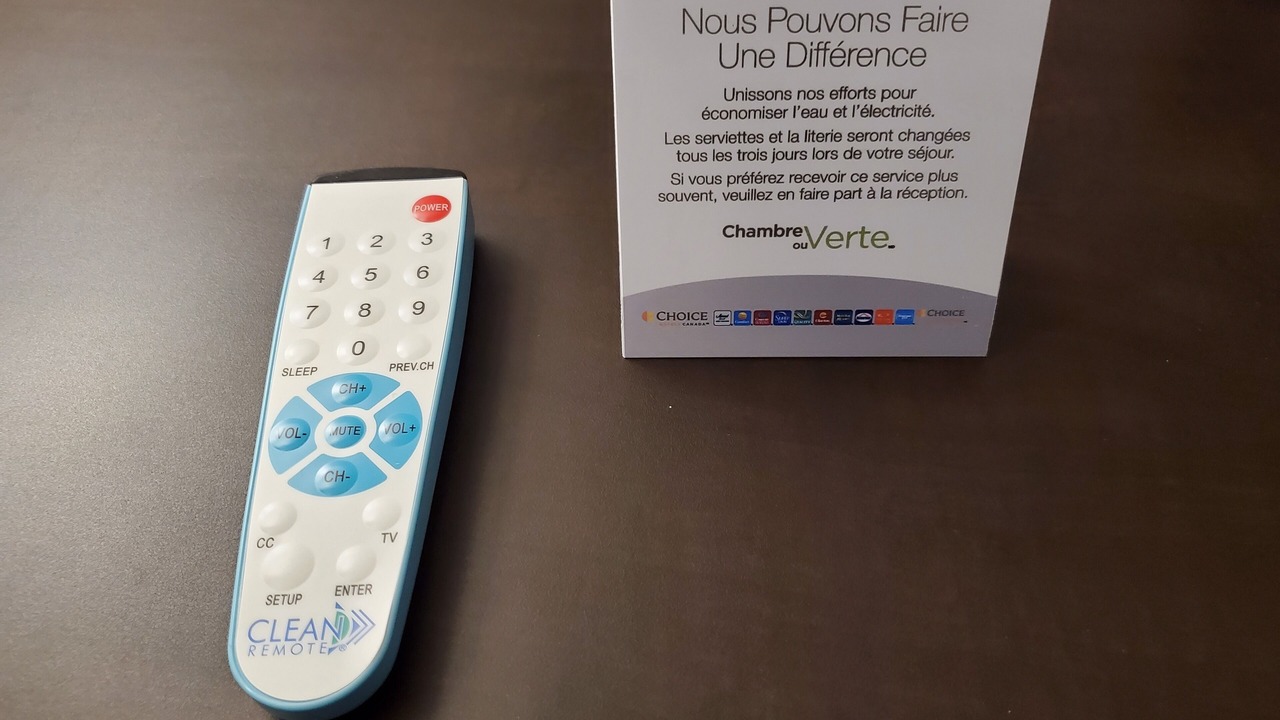 POWER
1 2 3
4 5 6
7 8 9
0
SLEEP PREV.CH
CH+
VOL- MUTE VOL+
CH-
CC TV
SETUP ENTER
CLEAN
REMOTE®
Nous Pouvons Faire
Une Différence
Unissons nos efforts pour
économiser l'eau et l'électricité.
Les serviettes et la literie seront changées
tous les trois jours lors de votre séjour.
Si vous préférez recevoir ce service plus
souvent, veuillez en faire part à la réception.
Chambre
ou Verte
CHOICE CHOICE
CANADA